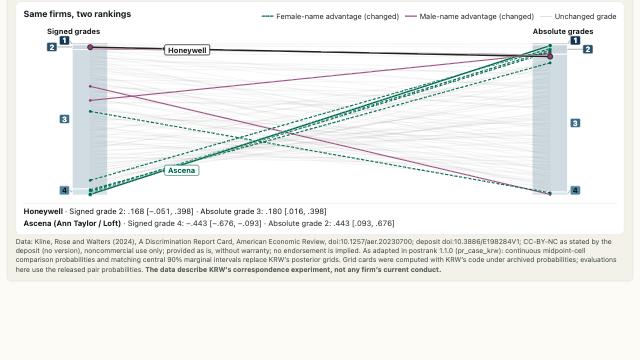 Same firms, two rankings
Female-name advantage (changed) Male-name advantage (changed) Unchanged grade
Signed grades Absolute grades
1 1
2 2
Honeywell
3 3
Ascena
4 4
Honeywell · Signed grade 2: .168 [−.051, .398] · Absolute grade 3: .180 [.016, .398]
Ascena (Ann Taylor / Loft) · Signed grade 4: −.443 [−.676, −.093] · Absolute grade 2: .443 [.093, .676]
Data: Kline, Rose and Walters (2024), A Discrimination Report Card, American Economic Review, doi:10.1257/aer.20230700; deposit doi:10.3886/E198284V1; CC-BY-NC as stated by the
deposit (no version), noncommercial use only; provided as is, without warranty; no endorsement is implied. As adapted in postrank 1.1.0 (pr_case_krw): continuous midpoint-cell
comparison probabilities and matching central 90% marginal intervals replace KRW's posterior grids. Grid cards were computed with KRW's code under archived probabilities; evaluations
here use the released pair probabilities. The data describe KRW's correspondence experiment, not any firm's current conduct.